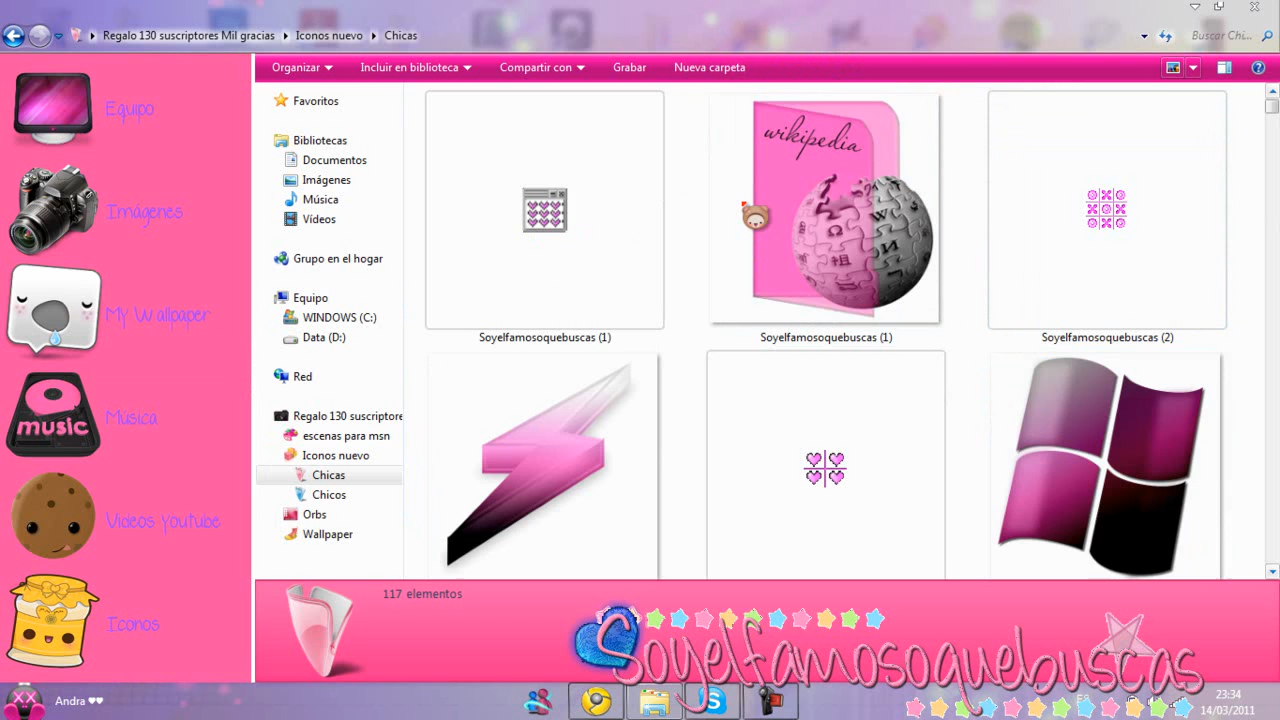 Regalo 130 suscriptores Mil gracias
Iconos nuevo
Chicas
Buscar Chi...
Organizar
Incluir en biblioteca
Compartir con
Grabar
Nueva carpeta
Equipo
Imágenes
My Wallpaper
Música
music
Videos youtube
Iconos
Favoritos
Bibliotecas
Documentos
Imágenes
Música
Vídeos
Grupo en el hogar
Equipo
WINDOWS (C:)
Data (D:)
Red
Regalo 130 suscriptore
escenas para msn
Iconos nuevo
Chicas
Chicos
Orbs
Wallpaper
wikipedia
Soyelfamosoquebuscas (1)
Soyelfamosoquebuscas (1)
Soyelfamosoquebuscas (2)
117 elementos
Soyelfamosoquebuscas
Andra ♥♥
23:34
14/03/2011